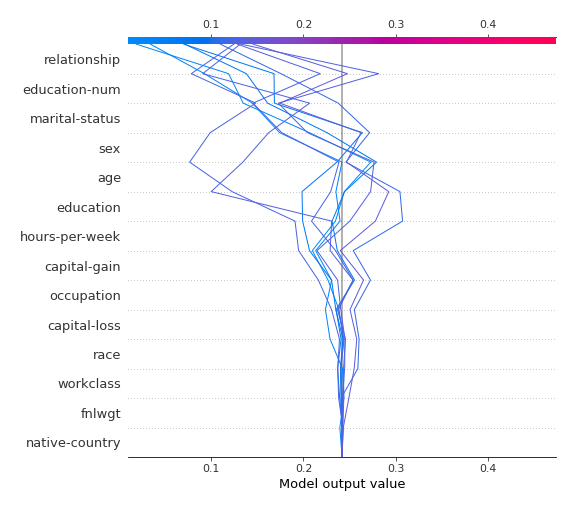 0.1 0.2 0.3 0.4
relationship
education-num
marital-status
sex
age
education
hours-per-week
capital-gain
occupation
capital-loss
race
workclass
fnlwgt
native-country
0.1 0.2 0.3 0.4
Model output value